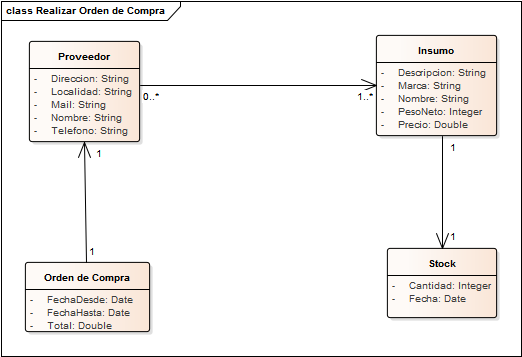 class Realizar Orden de Compra
Proveedor
- Direccion: String
- Localidad: String
- Mail: String
- Nombre: String
- Telefono: String
Insumo
- Descripcion: String
- Marca: String
- Nombre: String
- PesoNeto: Integer
- Precio: Double
0..*
1..*
1
1
1
1
Orden de Compra
- FechaDesde: Date
- FechaHasta: Date
- Total: Double
Stock
- Cantidad: Integer
- Fecha: Date